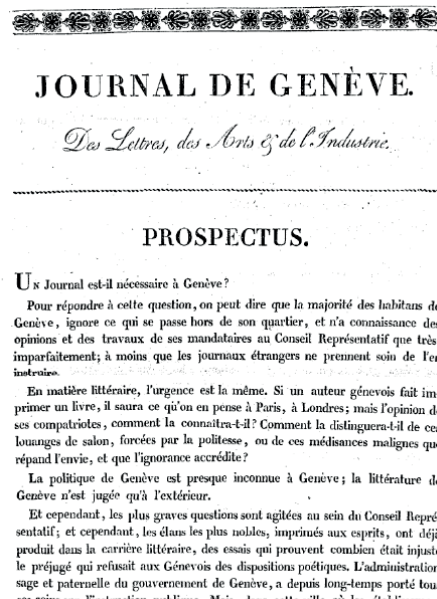 JOURNAL DE GENÈVE.
Des Lettres, des Arts & de l'Industrie.
PROSPECTUS.
UN Journal est-il nécessaire à Genève?
Pour répondre à cette question, on peut dire que la majorité des habitans de
Genève, ignore ce qui se passe hors de son quartier, et n'a connaissance des
opinions et des travaux de ses mandataires au Conseil Représentatif que très-
imparfaitement; à moins que les journaux étrangers ne prennent soin de l'en
instruire.
En matière littéraire, l'urgence est la même. Si un auteur génevois fait im-
primer un livre, il saura ce qu'on en pense à Paris, à Londres; mais l'opinion de
ses compatriotes, comment la connaîtra-t-il? Comment la distinguera-t-il de ces
louanges de salon, forcées par la politesse, ou de ces médisances malignes que
répand l'envie, et que l'ignorance accrédite?
La politique de Genève est presque inconnue à Genève; la littérature de
Genève n'est jugée qu'à l'extérieur.
Et cependant, les plus graves questions sont agitées au sein du Conseil Repré-
sentatif; et cependant, les élans les plus nobles, imprimés aux esprits, ont déjà
produit dans la carrière littéraire, des essais qui prouvent combien était injuste
le préjugé qui refusait aux Génevois des dispositions poétiques. L'administration
sage et paternelle du gouvernement de Genève, a depuis long-temps porté tous